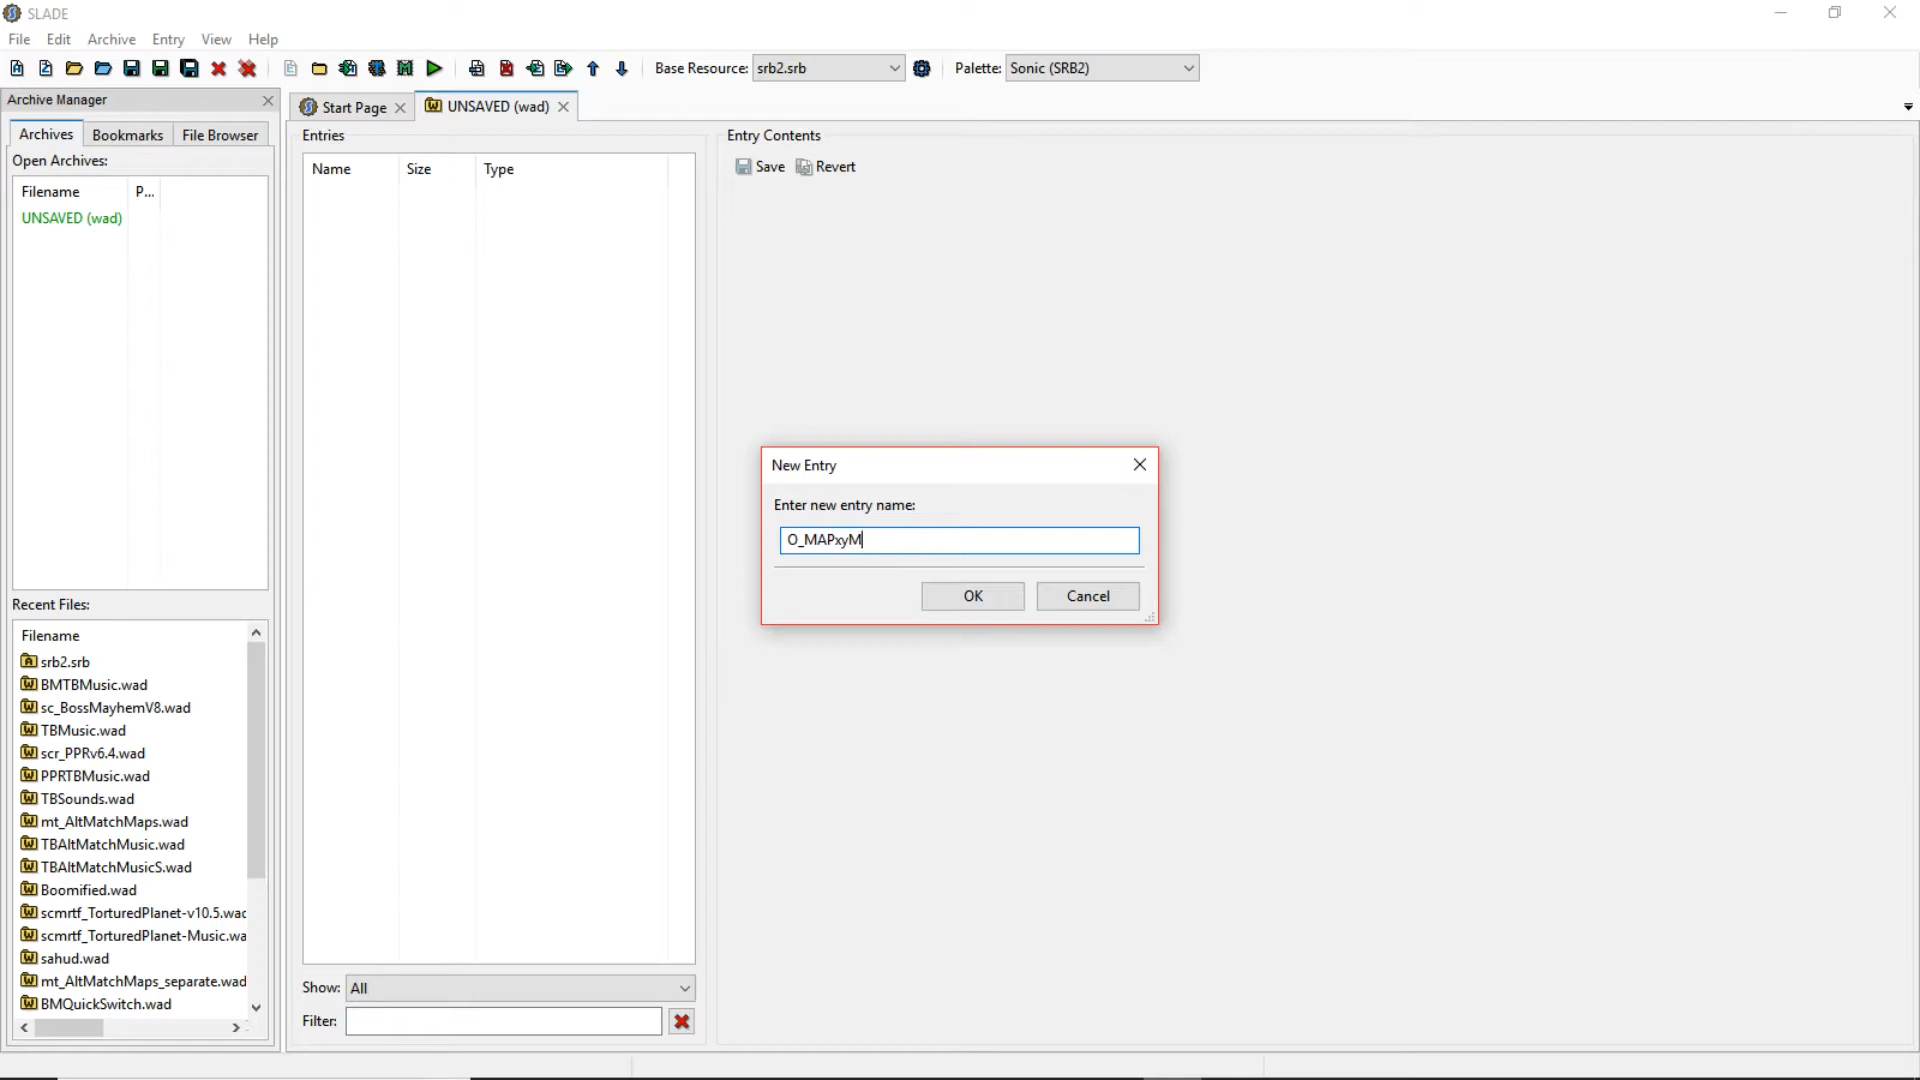 SLADE
File Edit Archive Entry View Help
Base Resource: srb2.srb Palette: Sonic (SRB2)
Archive Manager
Start Page UNSAVED (wad)
Archives Bookmarks File Browser
Open Archives:
Filename P...
UNSAVED (wad)
Recent Files:
Filename
srb2.srb
BMTBMusic.wad
sc_BossMayhemV8.wad
TBMusic.wad
scr_PPRv6.4.wad
PPRTBMusic.wad
TBSounds.wad
mt_AltMatchMaps.wad
TBAltMatchMusic.wad
TBAltMatchMusicS.wad
Boomified.wad
scmrtf_TorturedPlanet-v10.5.wad
scmrtf_TorturedPlanet-Music.wa
sahud.wad
mt_AltMatchMaps_separate.wad
BMQuickSwitch.wad
Entries
Name Size Type
Show: All
Filter:
Entry Contents
Save Revert
New Entry
Enter new entry name:
O_MAPxyM
OK Cancel